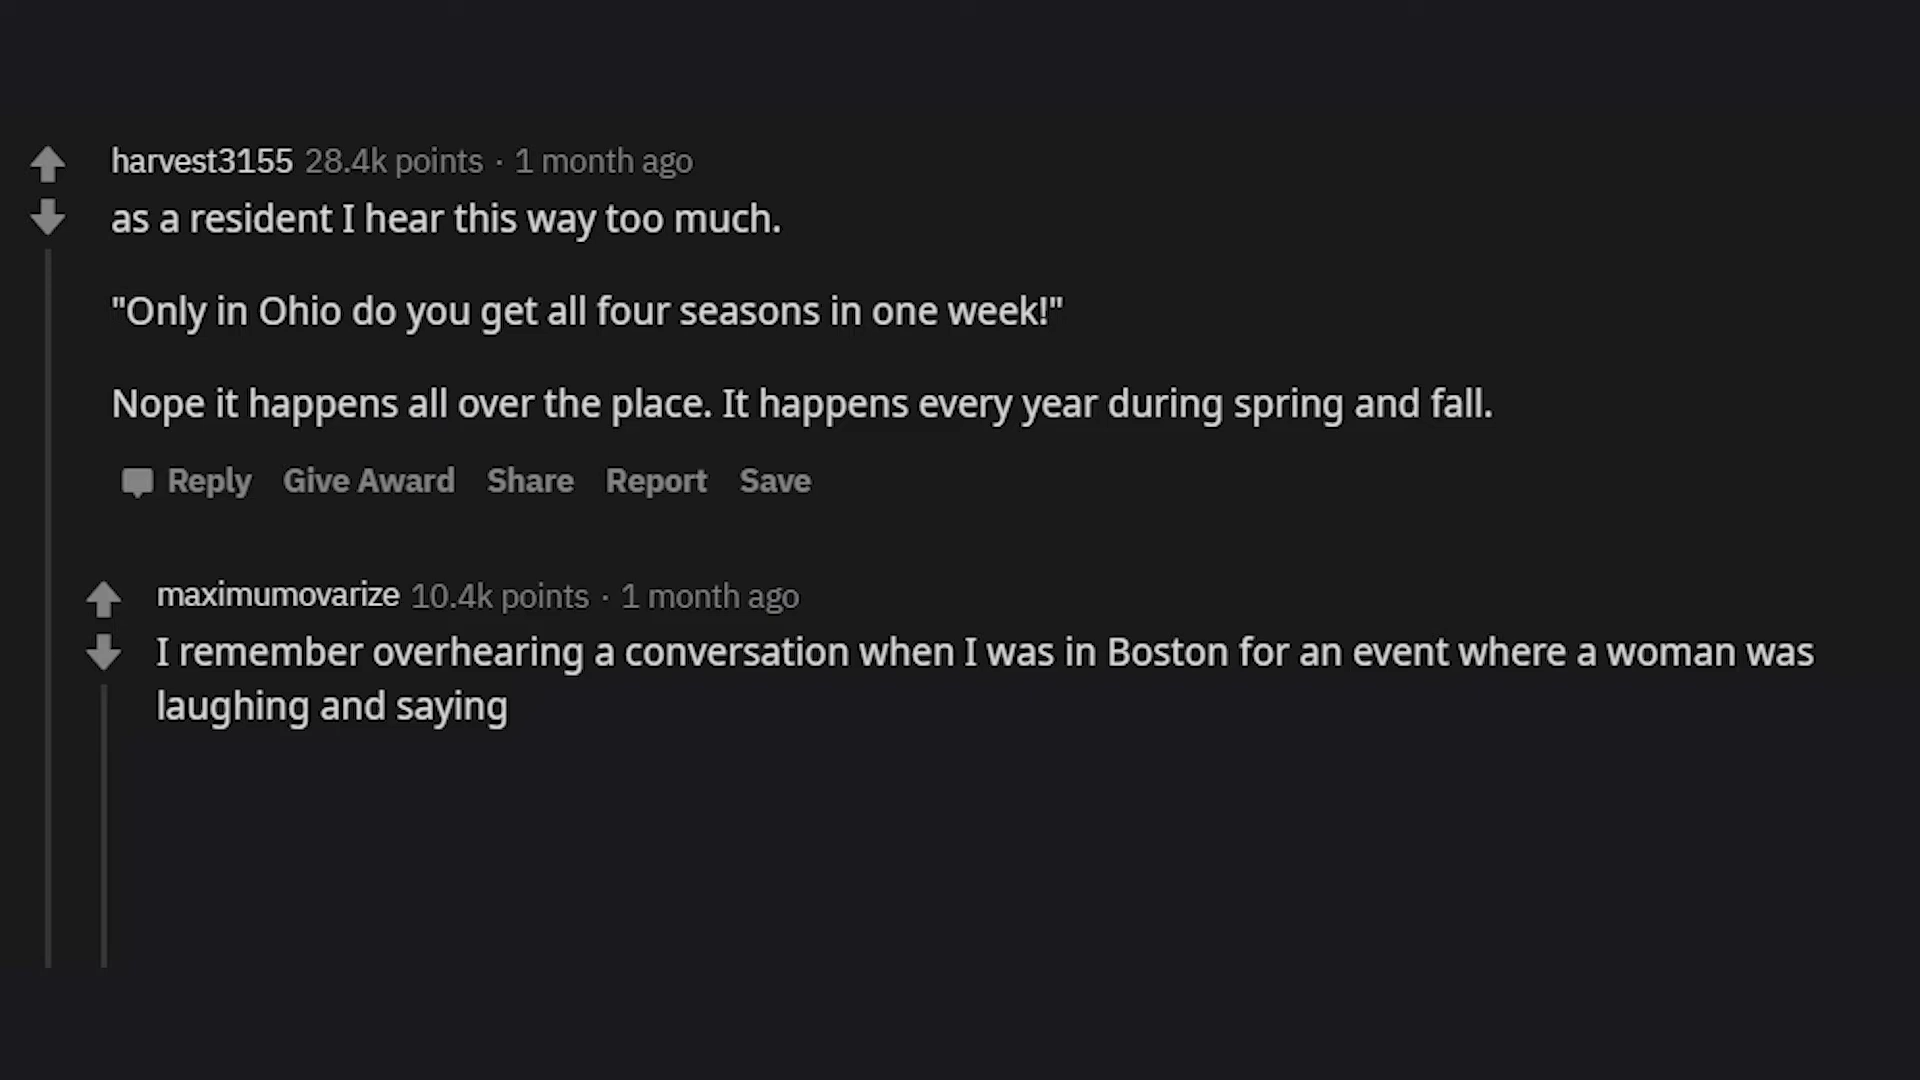 harvest3155 28.4k points · 1 month ago
as a resident I hear this way too much.
"Only in Ohio do you get all four seasons in one week!"
Nope it happens all over the place. It happens every year during spring and fall.
Reply Give Award Share Report Save
maximumovarize 10.4k points · 1 month ago
I remember overhearing a conversation when I was in Boston for an event where a woman was
laughing and saying